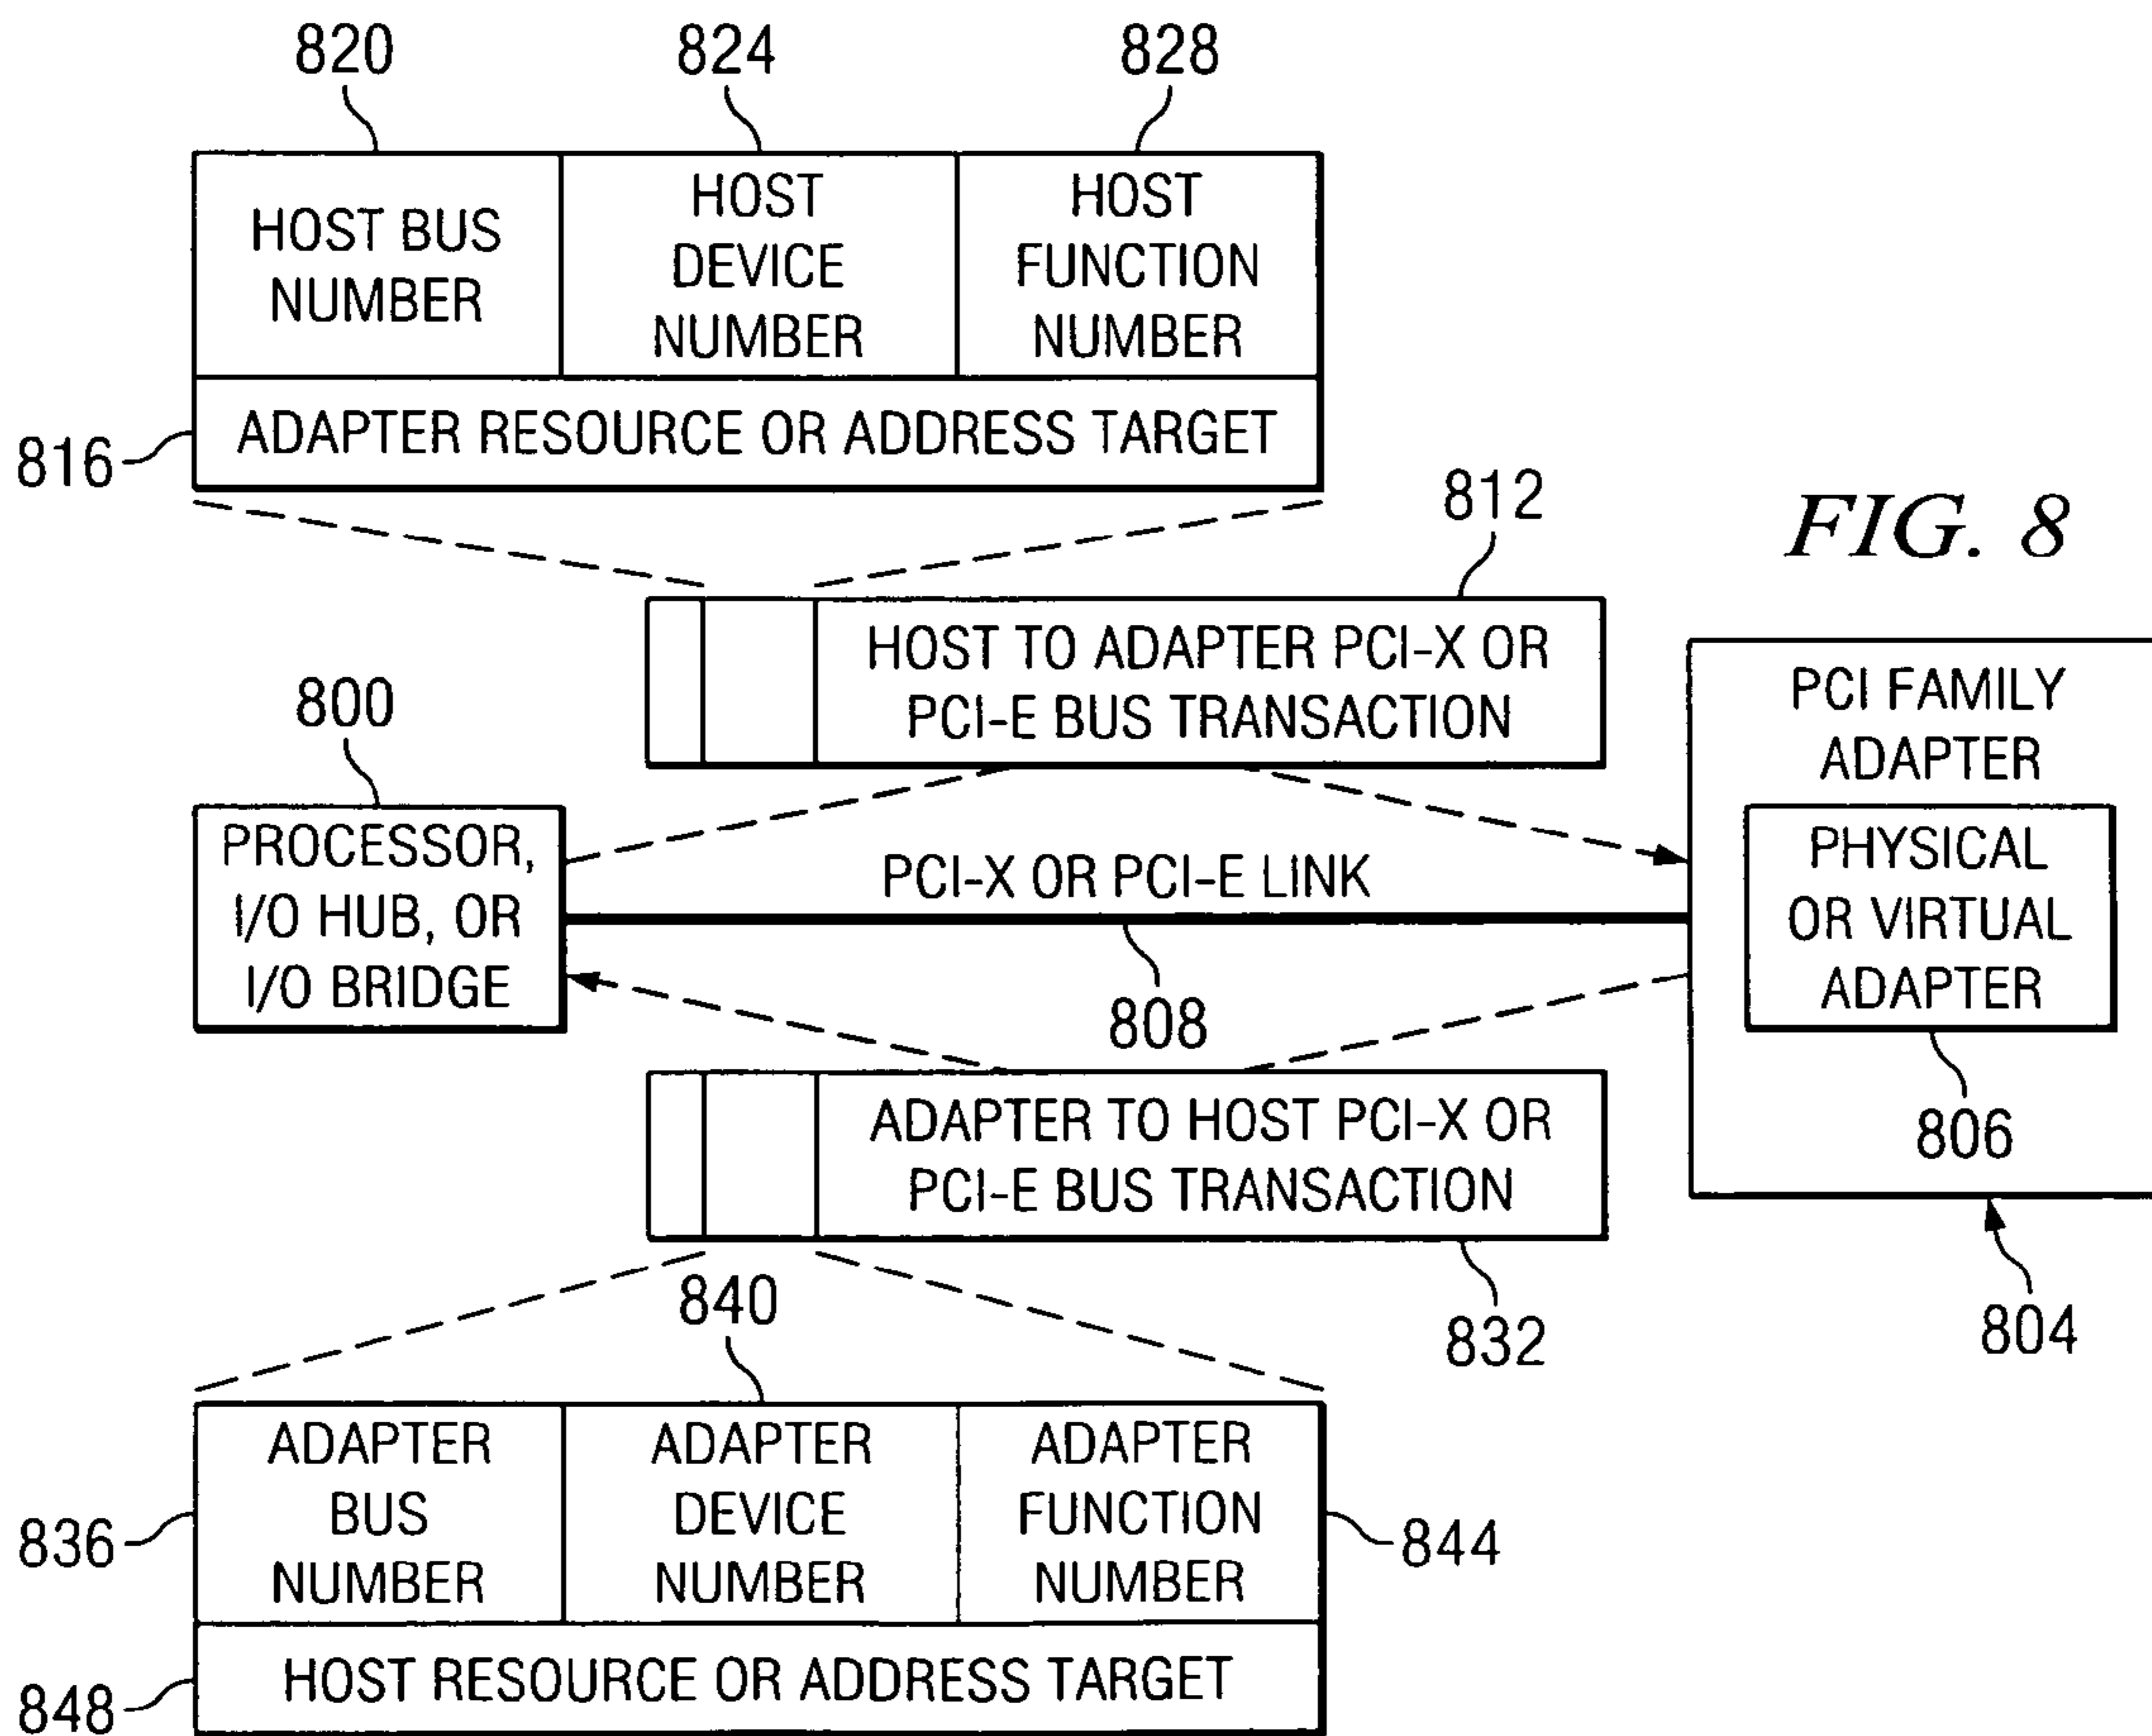 820
824
828
HOST BUS
NUMBER
HOST
DEVICE
NUMBER
HOST
FUNCTION
NUMBER
816
ADAPTER RESOURCE OR ADDRESS TARGET
812
FIG. 8
HOST TO ADAPTER PCI-X OR
PCI-E BUS TRANSACTION
800
PROCESSOR,
I/O HUB, OR
I/O BRIDGE
PCI-X OR PCI-E LINK
808
PCI FAMILY
ADAPTER
PHYSICAL
OR VIRTUAL
ADAPTER
806
804
ADAPTER TO HOST PCI-X OR
PCI-E BUS TRANSACTION
832
840
836
ADAPTER
BUS
NUMBER
ADAPTER
DEVICE
NUMBER
ADAPTER
FUNCTION
NUMBER
844
848
HOST RESOURCE OR ADDRESS TARGET